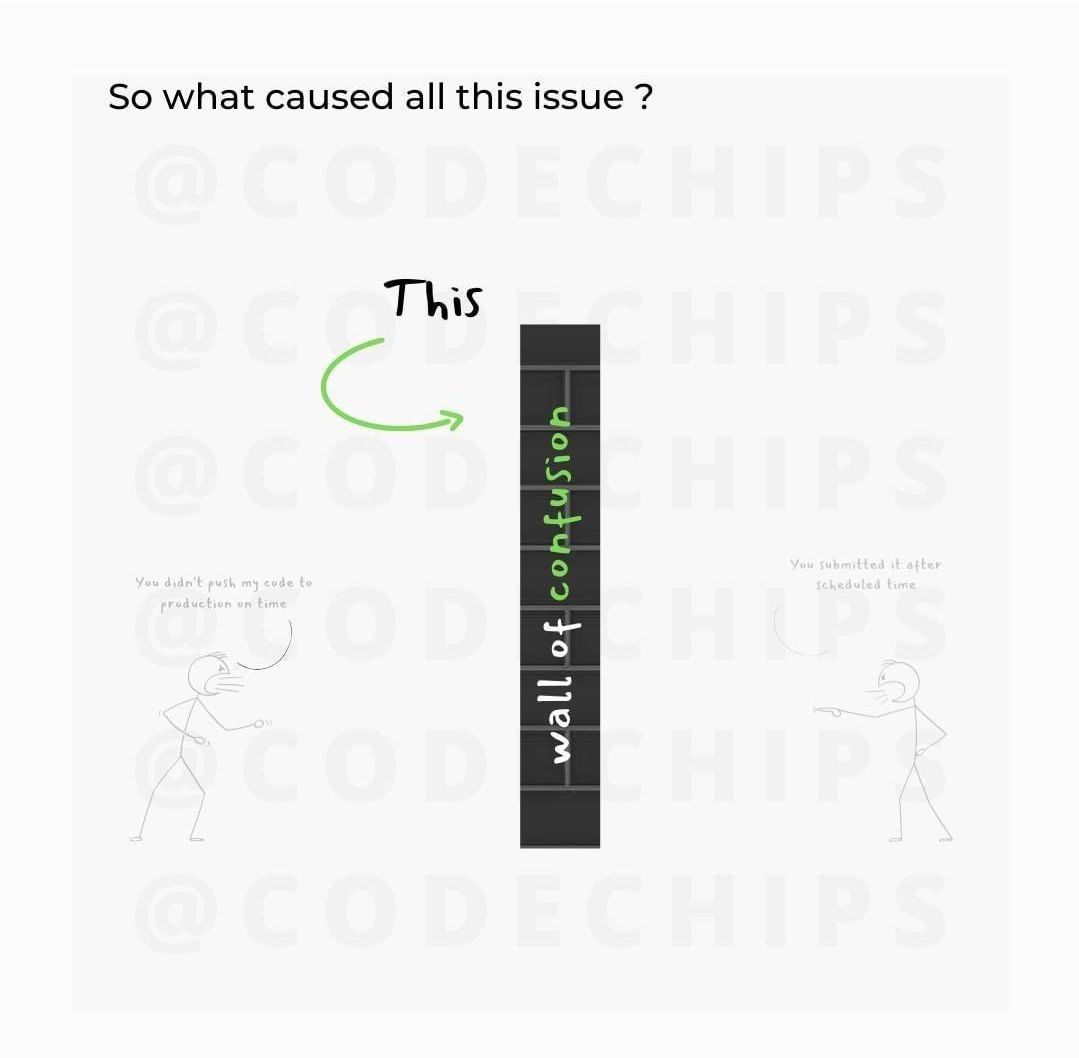 So what caused all this issue ?
@CODECHIPS
@CODECHIPS
This
@CODECHIPS
wall of confusion
You didn't push my code to
production on time
You submitted it after
scheduled time
@CODECHIPS
@CODECHIPS
@CODECHIPS